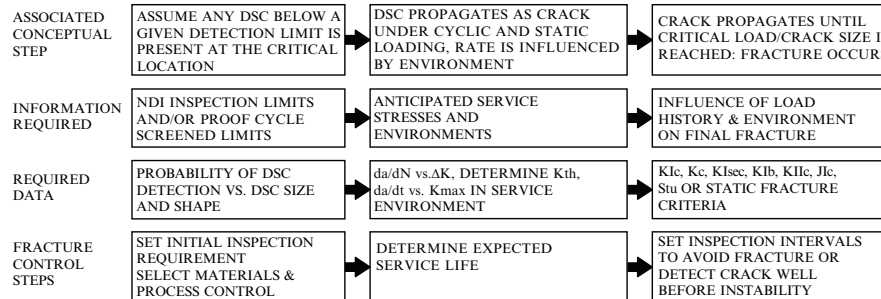 ASSOCIATED
CONCEPTUAL
STEP
ASSUME ANY DSC BELOW A
GIVEN DETECTION LIMIT IS
PRESENT AT THE CRITICAL
LOCATION
DSC PROPAGATES AS CRACK
UNDER CYCLIC AND STATIC
LOADING, RATE IS INFLUENCED
BY ENVIRONMENT
CRACK PROPAGATES UNTIL
CRITICAL LOAD/CRACK SIZE I
REACHED: FRACTURE OCCUR
INFORMATION
REQUIRED
NDI INSPECTION LIMITS
AND/OR PROOF CYCLE
SCREENED LIMITS
ANTICIPATED SERVICE
STRESSES AND
ENVIRONMENTS
INFLUENCE OF LOAD
HISTORY & ENVIRONMENT
ON FINAL FRACTURE
REQUIRED
DATA
PROBABILITY OF DSC
DETECTION VS. DSC SIZE
AND SHAPE
da/dN vs.ΔK, DETERMINE Kth,
da/dt vs. Kmax IN SERVICE
ENVIRONMENT
KIc, Kc, KIsec, KIb, KIIc, JIc,
Stu OR STATIC FRACTURE
CRITERIA
FRACTURE
CONTROL
STEPS
SET INITIAL INSPECTION
REQUIREMENT
SELECT MATERIALS &
PROCESS CONTROL
DETERMINE EXPECTED
SERVICE LIFE
SET INSPECTION INTERVALS
TO AVOID FRACTURE OR
DETECT CRACK WELL
BEFORE INSTABILITY